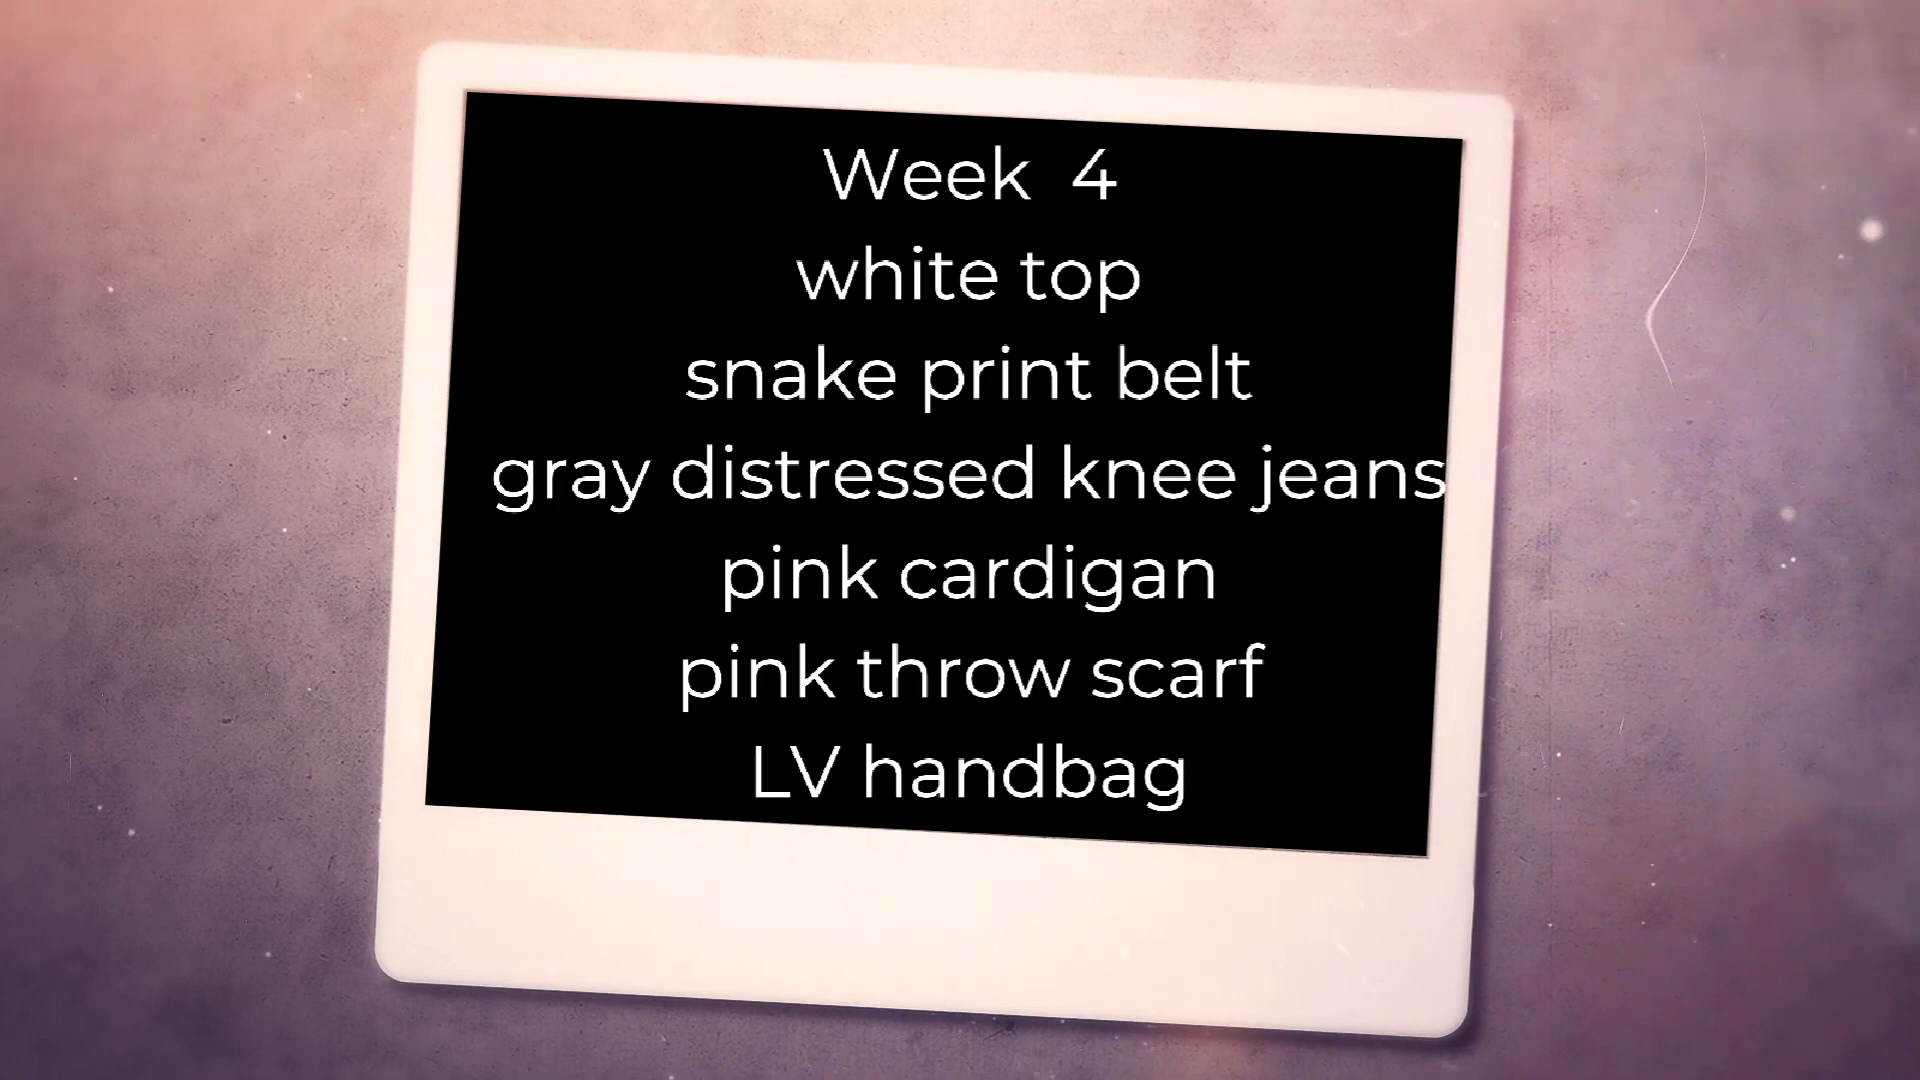 Week 4
white top
snake print belt
gray distressed knee jeans
pink cardigan
pink throw scarf
LV handbag